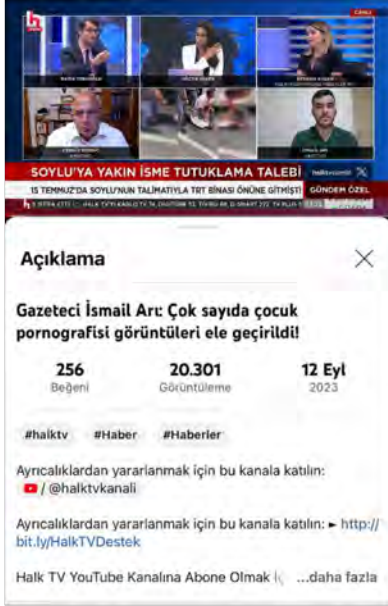 CANLI
SOYLU'YA YAKIN İSME TUTUKLAMA TALEBİ
15 TEMMUZ'DA SOYLU'NUN TALİMATIYLA TRT BİNASI ÖNÜNE GİTMİŞTİ
GÜNDEM ÖZEL
Açıklama
Gazeteci İsmail Arı: Çok sayıda çocuk
pornografisi görüntüleri ele geçirildi!
256
20.301
12 Eyl
Beğeni
Görüntüleme
2023
#halktv
#Haber
#Haberler
Ayrıcalıklardan yararlanmak için bu kanala katılın:
/ @halktvkanali
Ayrıcalıklardan yararlanmak için bu kanala katılın: ► http://
bit.ly/HalkTVDestek
Halk TV YouTube Kanalına Abone Olmak
...daha fazla